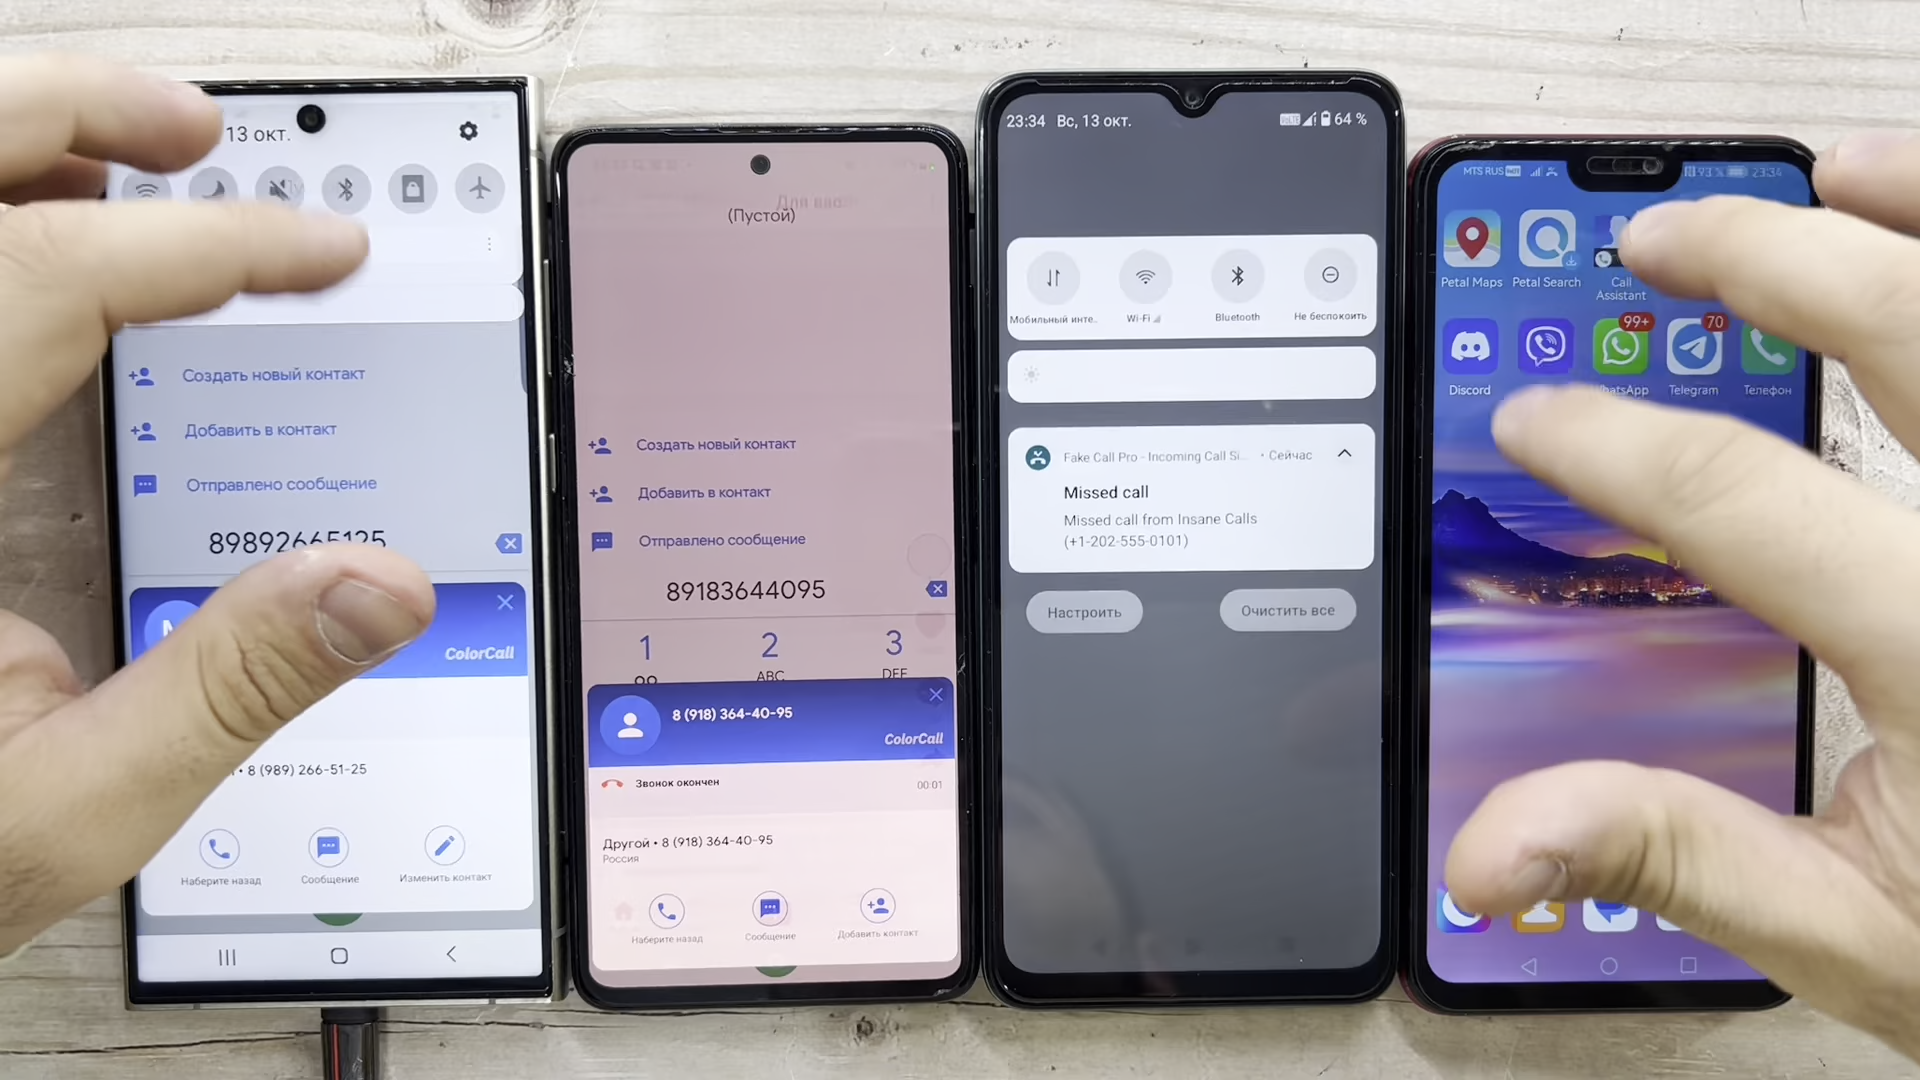 13 окт.
Создать новый контакт
Добавить в контакт
Отправлено сообщение
89892665125
ColorCall
• 8 (989) 266-51-25
Наберите назад
Сообщение
Изменить контакт
(Пустой)
Создать новый контакт
Добавить в контакт
Отправлено сообщение
89183644095
1
2
3
ABC
DEF
8 (918) 364-40-95
ColorCall
Звонок окончен
00:01
Другой • 8 (918) 364-40-95
Россия
Наберите назад
Сообщение
Добавить контакт
23:34 Вс, 13 окт.
64 %
Мобильный инте..
Wi-Fi
Bluetooth
Не беспокоить
Fake Call Pro - Incoming Call Si... • Сейчас
Missed call
Missed call from Insane Calls
(+1-202-555-0101)
Настроить
Очистить все
MTS RUS
93 %
23:34
Petal Maps
Petal Search
Call
Assistant
99+
70
Discord
WhatsApp
Telegram
Телефон